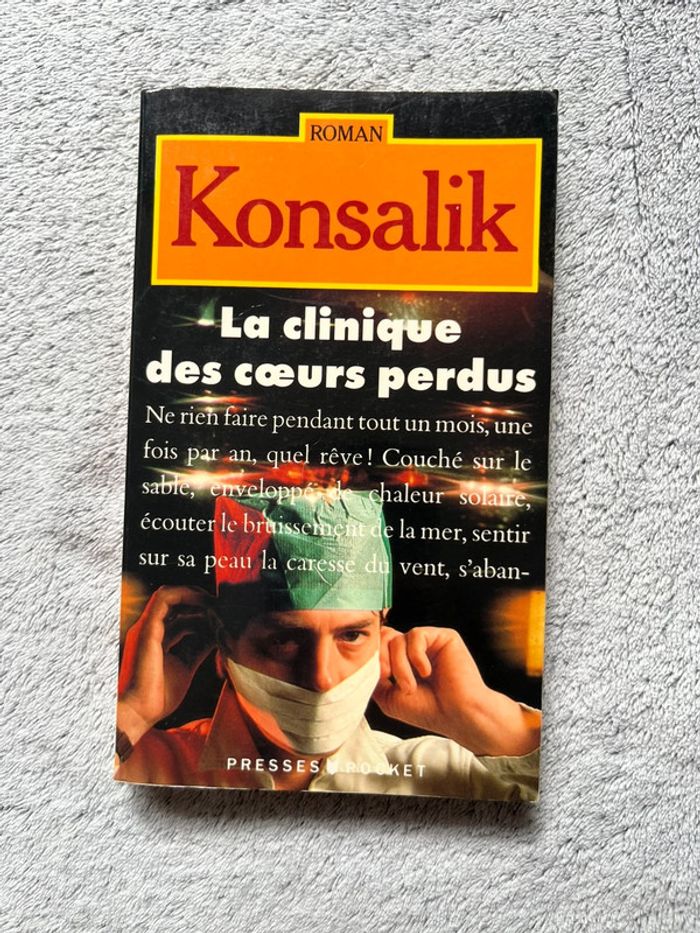 ROMAN
Konsalik
La clinique
des cœurs perdus
Ne rien faire pendant tout un mois, une
fois par an, quel rêve! Couché sur le
sable, enveloppé de chaleur solaire,
écouter le bruissement de la mer, sentir
sur sa peau la caresse du vent, s'aban-
PRESSES POCKET